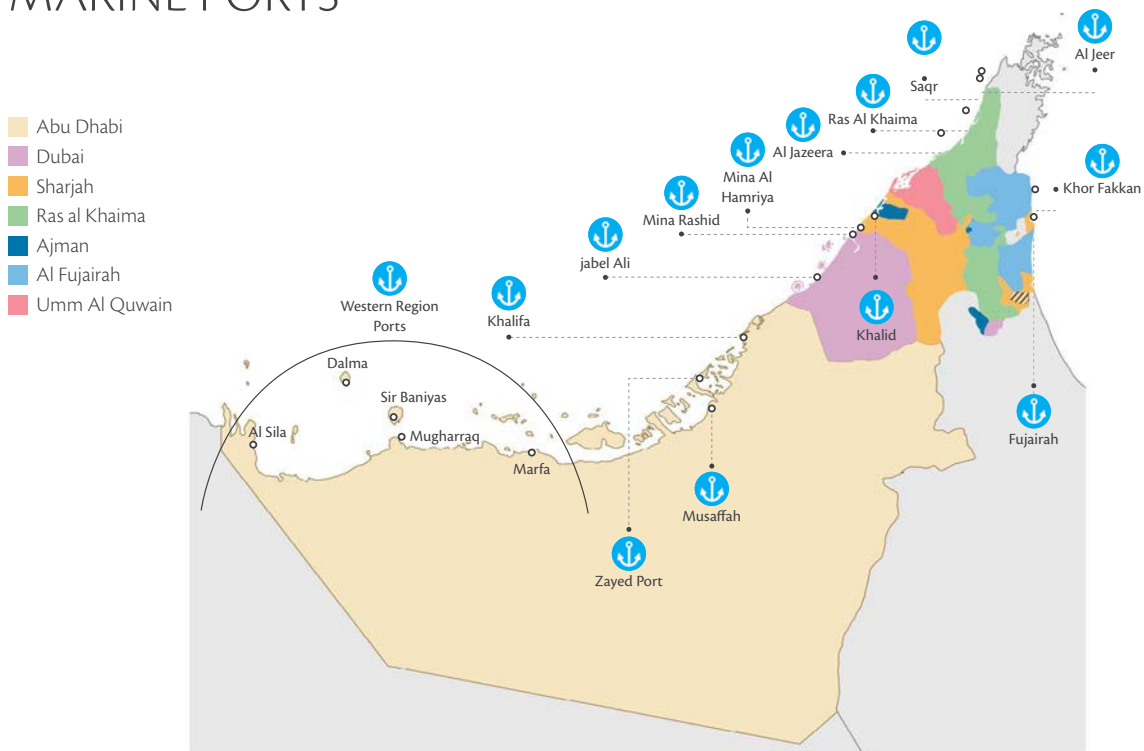 MARINE PORTS
Abu Dhabi
Dubai
Sharjah
Ras al Khaima
Ajman
Al Fujairah
Umm Al Quwain
Al Jeer
Saqr
Ras Al Khaima
Al Jazeera
Mina Al
Hamriya
Khor Fakkan
Mina Rashid
jabel Ali
Western Region
Ports
Khalifa
Khalid
Dalma
Sir Baniyas
Al Sila
Mugharraq
Marfa
Fujairah
Musaffah
Zayed Port